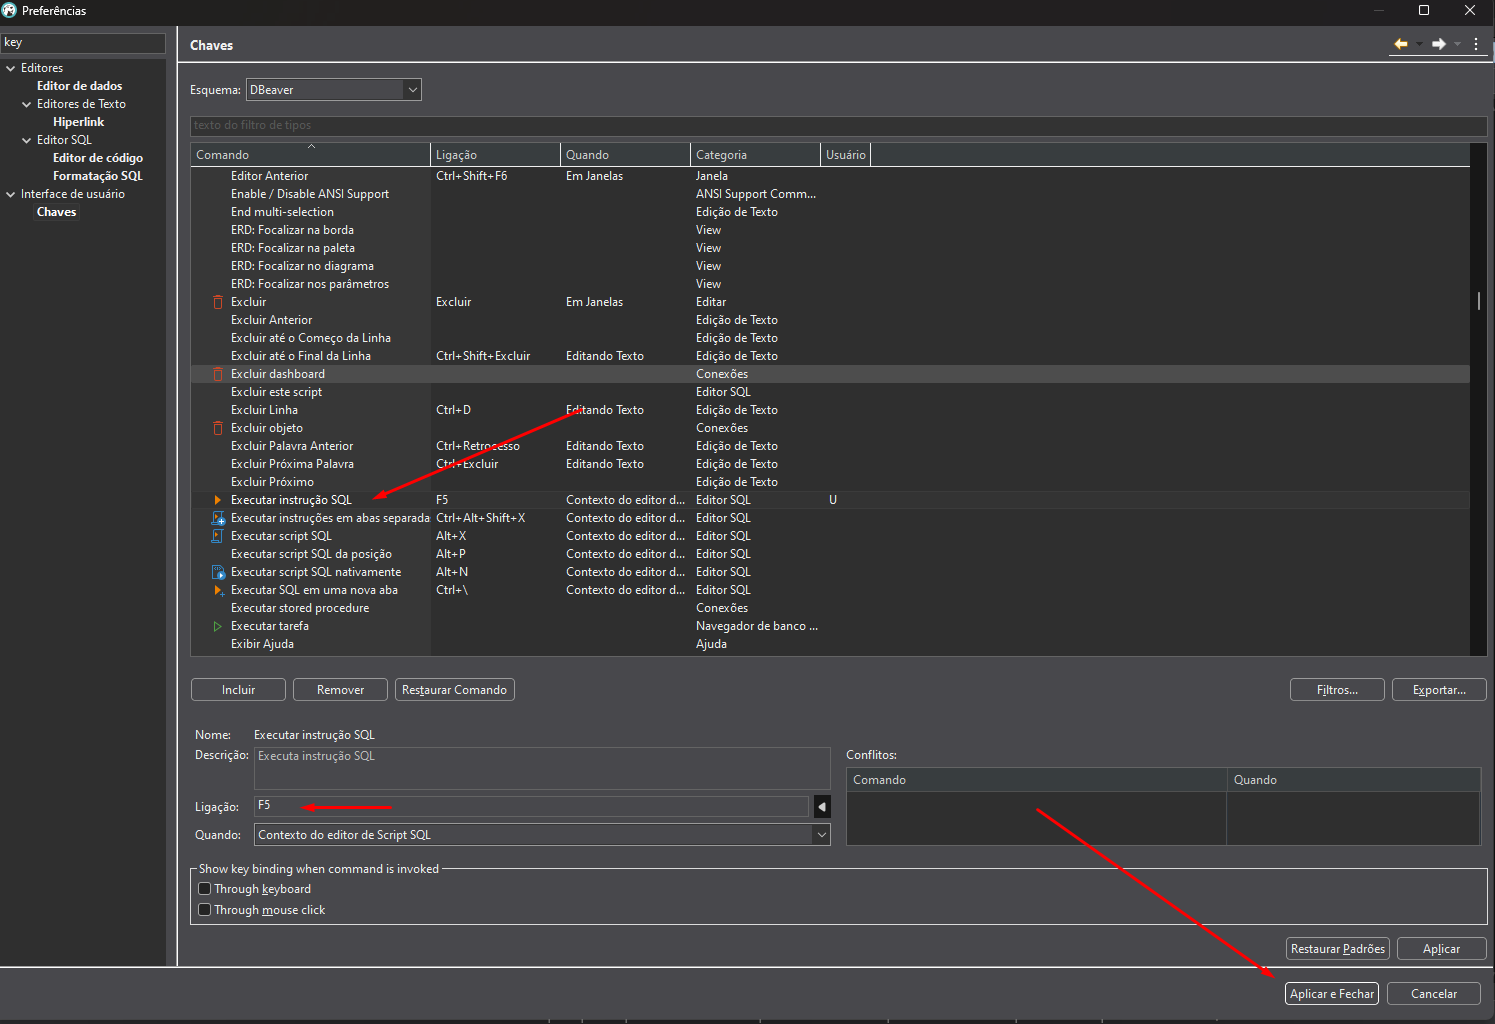 Preferências
key
Editores
Editor de dados
Editores de Texto
Hiperlink
Editor SQL
Editor de código
Formatação SQL
Interface de usuário
Chaves
Chaves
Esquema: DBeaver
texto do filtro de tipos
Comando Ligação Quando Categoria Usuário
Editor Anterior Ctrl+Shift+F6 Em Janelas Janela
Enable / Disable ANSI Support ANSI Support Comm...
End multi-selection Edição de Texto
ERD: Focalizar na borda View
ERD: Focalizar na paleta View
ERD: Focalizar no diagrama View
ERD: Focalizar nos parâmetros View
Excluir Excluir Em Janelas Editar
Excluir Anterior Edição de Texto
Excluir até o Começo da Linha Edição de Texto
Excluir até o Final da Linha Ctrl+Shift+Excluir Editando Texto Edição de Texto
Excluir dashboard Conexões
Excluir este script Editor SQL
Excluir Linha Ctrl+D Editando Texto Edição de Texto
Excluir objeto Conexões
Excluir Palavra Anterior Ctrl+Retrocesso Editando Texto Edição de Texto
Excluir Próxima Palavra Ctrl+Excluir Editando Texto Edição de Texto
Excluir Próximo Edição de Texto
Executar instrução SQL F5 Contexto do editor d... Editor SQL U
Executar instruções em abas separada Ctrl+Alt+Shift+X Contexto do editor d... Editor SQL
Executar script SQL Alt+X Contexto do editor d... Editor SQL
Executar script SQL da posição Alt+P Contexto do editor d... Editor SQL
Executar script SQL nativamente Alt+N Contexto do editor d... Editor SQL
Executar SQL em uma nova aba Ctrl+\ Contexto do editor d... Editor SQL
Executar stored procedure Conexões
Executar tarefa Navegador de banco ...
Exibir Ajuda Ajuda
Incluir Remover Restaurar Comando Filtros... Exportar...
Nome: Executar instrução SQL
Descrição: Executa instrução SQL
Ligação: F5
Quando: Contexto do editor de Script SQL
Conflitos:
Comando Quando
Show key binding when command is invoked
Through keyboard
Through mouse click
Restaurar Padrões Aplicar
Aplicar e Fechar Cancelar